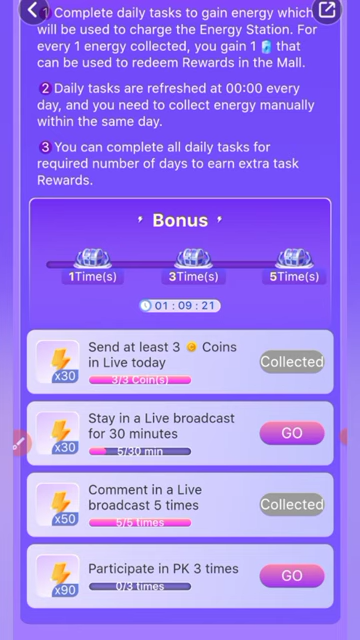 1 Complete daily tasks to gain energy which
will be used to charge the Energy Station. For
every 1 energy collected, you gain 1 that
can be used to redeem Rewards in the Mall.
2 Daily tasks are refreshed at 00:00 every
day, and you need to collect energy manually
within the same day.
3 You can complete all daily tasks for
required number of days to earn extra task
Rewards.
Bonus
1Time(s) 3Time(s) 5Time(s)
01 : 09 : 21
Send at least 3 Coins
in Live today
3/3 Coin(s)
x30
Collected
Stay in a Live broadcast
for 30 minutes
5/30 min
x30
GO
Comment in a Live
broadcast 5 times
5/5 times
x50
Collected
Participate in PK 3 times
0/3 times
x90
GO